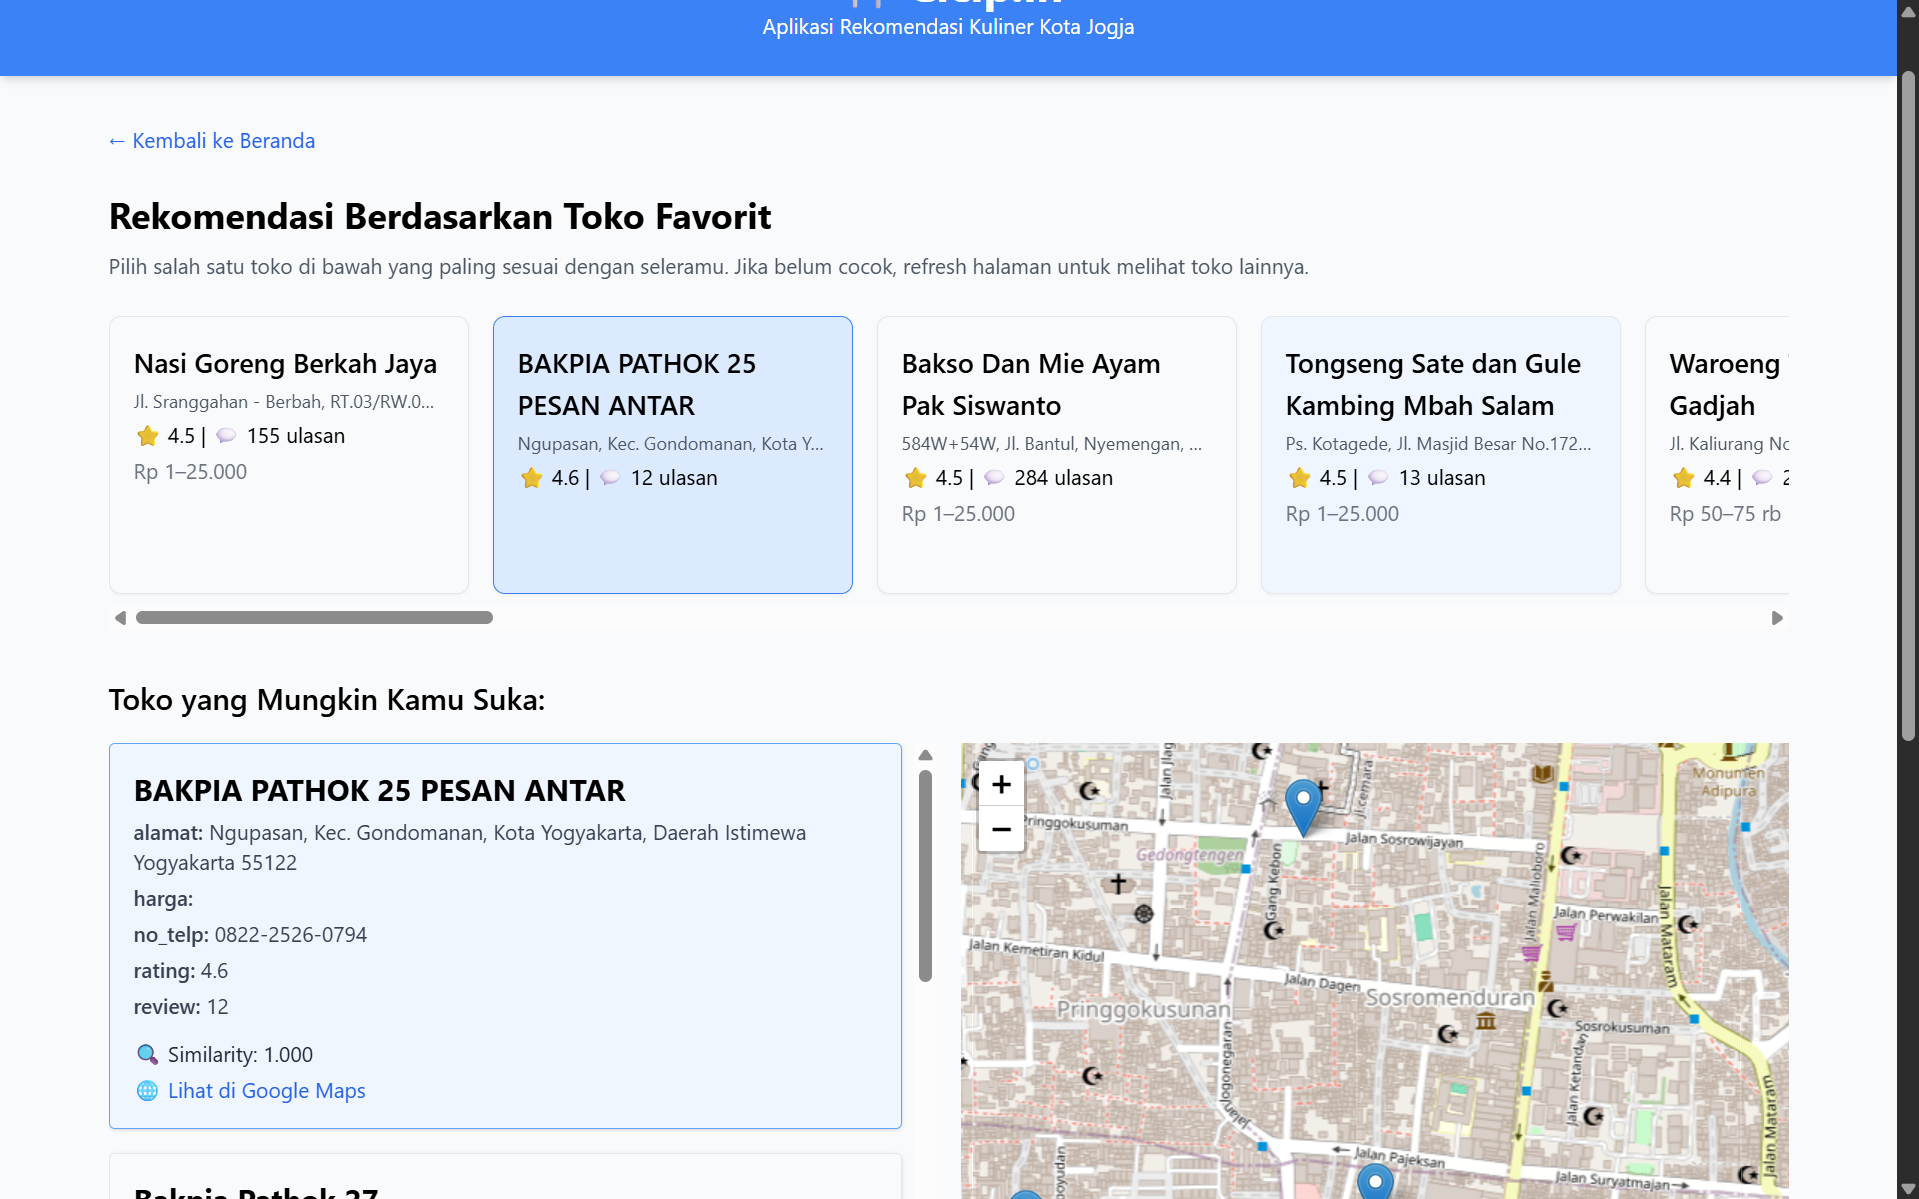 Aplikasi Rekomendasi Kuliner Kota Jogja
← Kembali ke Beranda
Rekomendasi Berdasarkan Toko Favorit
Pilih salah satu toko di bawah yang paling sesuai dengan seleramu. Jika belum cocok, refresh halaman untuk melihat toko lainnya.
Nasi Goreng Berkah Jaya
Jl. Sranggahan - Berbah, RT.03/RW.0...
4.5 | 155 ulasan
Rp 1–25.000
BAKPIA PATHOK 25
PESAN ANTAR
Ngupasan, Kec. Gondomanan, Kota Y...
4.6 | 12 ulasan
Bakso Dan Mie Ayam
Pak Siswanto
584W+54W, Jl. Bantul, Nyemengan, ...
4.5 | 284 ulasan
Rp 1–25.000
Tongseng Sate dan Gule
Kambing Mbah Salam
Ps. Kotagede, Jl. Masjid Besar No.172...
4.5 | 13 ulasan
Rp 1–25.000
Waroeng
Gadjah
Jl. Kaliurang
4.4 |
Rp 50–75 rb
Toko yang Mungkin Kamu Suka:
BAKPIA PATHOK 25 PESAN ANTAR
alamat: Ngupasan, Kec. Gondomanan, Kota Yogyakarta, Daerah Istimewa
Yogyakarta 55122
harga:
no_telp: 0822-2526-0794
rating: 4.6
review: 12
Similarity: 1.000
Lihat di Google Maps
Bakpia Pathok 27
+
−
Jl.cemara
Monumen
Adipura
Pringgokusuman
Jalan Sosrowijayan
Gedongtengen
Gang Kebon
Jalan Malioboro
Jalan Perwakilan
Jalan Mataram
Jalan Kemetiran Kidul
Jalan Dagen
Sosromenduran
Pringgokusunan
Sosrokusuman
Jalan Jogonegaran
Jalan Ketandan
Jalan Mataram
Jalan Pajeksan
Jalan Suryatmajan